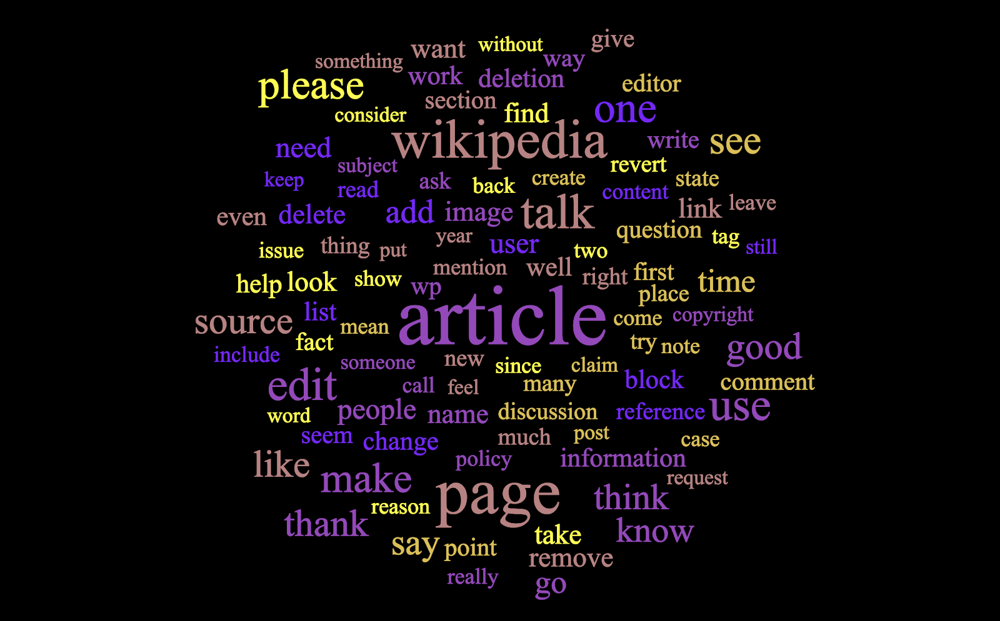 give
want without
something way
please work deletion editor
section one
consider find
wikipedia write see
need
subject revert
keep read ask back create state
content
even delete add image talk link leave
year question tag
issue thing put user two still
mention well right first
help look show wp place time
source list article come copyright
mean
fact try note good
include someone new since claim
edit call feel many block comment
word people name discussion reference use
seem change much post case
like policy information
make page request
reason think
thank take know
say point remove
really go